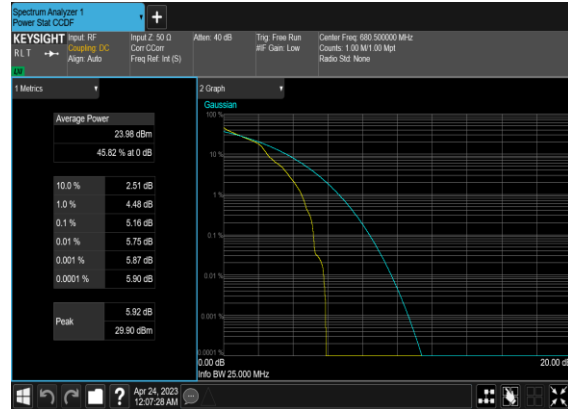 Spectrum Analyzer 1
Power Stat CCDF
KEYSIGHT
RLT
LW
Input: RF
Coupling: DC
Align: Auto
Input Z: 50 Ω
Corr CCorr
Freq Ref: Int (S)
Atten: 40 dB
Trig: Free Run
#IF Gain: Low
Center Freq: 680.500000 MHz
Counts: 1.00 M/1.00 Mpt
Radio Std: None
1 Metrics
Average Power
23.98 dBm
45.82 % at 0 dB
10.0 % 2.51 dB
1.0 % 4.48 dB
0.1 % 5.16 dB
0.01 % 5.75 dB
0.001 % 5.87 dB
0.0001 % 5.90 dB
Peak 5.92 dB
29.90 dBm
2 Graph
Gaussian
100 %
10 %
1 %
0.1 %
0.01 %
0.001 %
0.0001 %
0.00 dB 20.00 dB
Info BW 25.000 MHz
?
Apr 24, 2023
12:07:28 AM